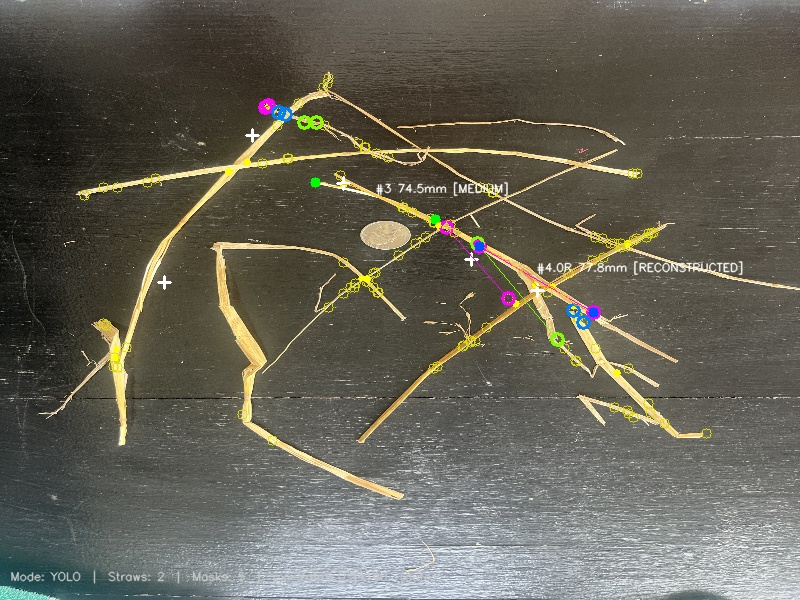 #3 74.5mm [MEDIUM]
#4.0R 77.8mm [RECONSTRUCTED]
Mode: YOLO | Straws: 2 | Masks: